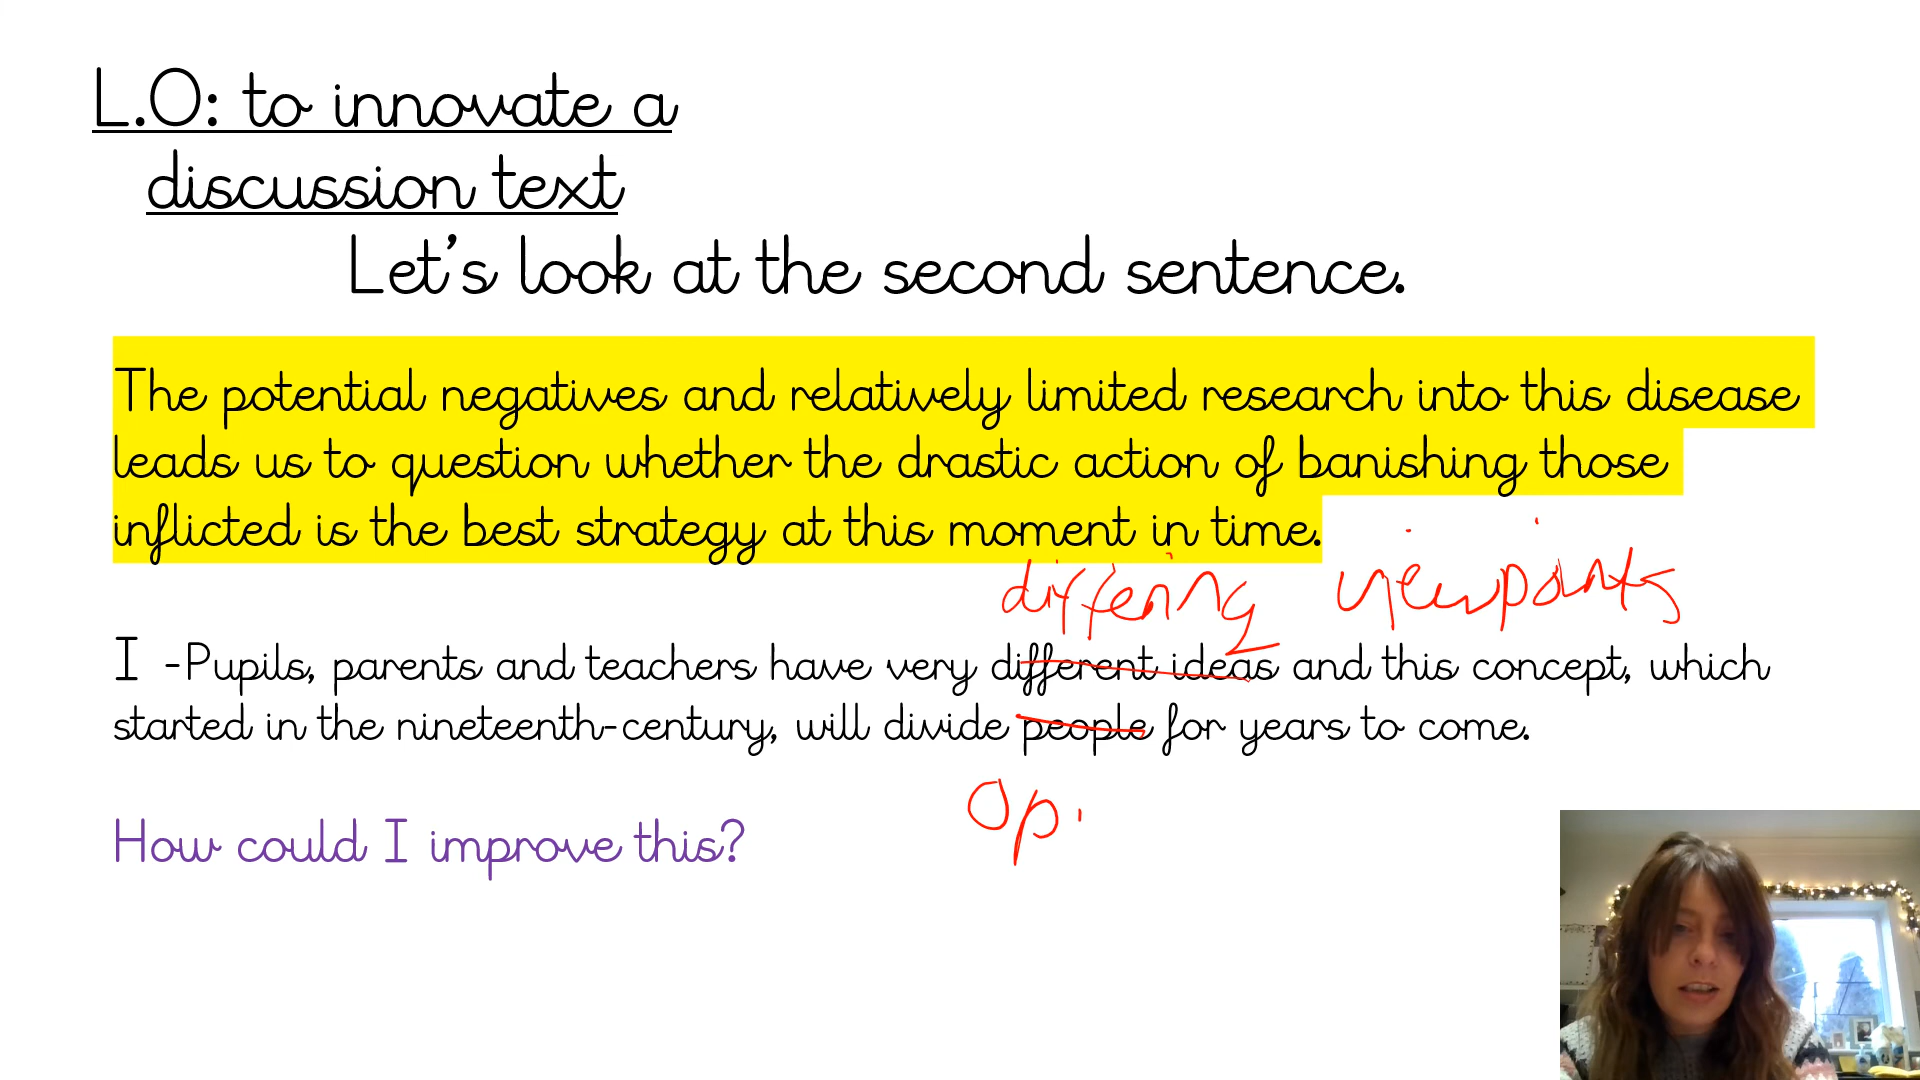 L.O: to innovate a
discussion text
Let's look at the second sentence.
The potential negatives and relatively limited research into this disease
leads us to question whether the drastic action of banishing those
inflicted is the best strategy at this moment in time.
differing viewpoints
I -Pupils, parents and teachers have very different ideas and this concept, which
started in the nineteenth-century, will divide people for years to come.
opi
How could I improve this?